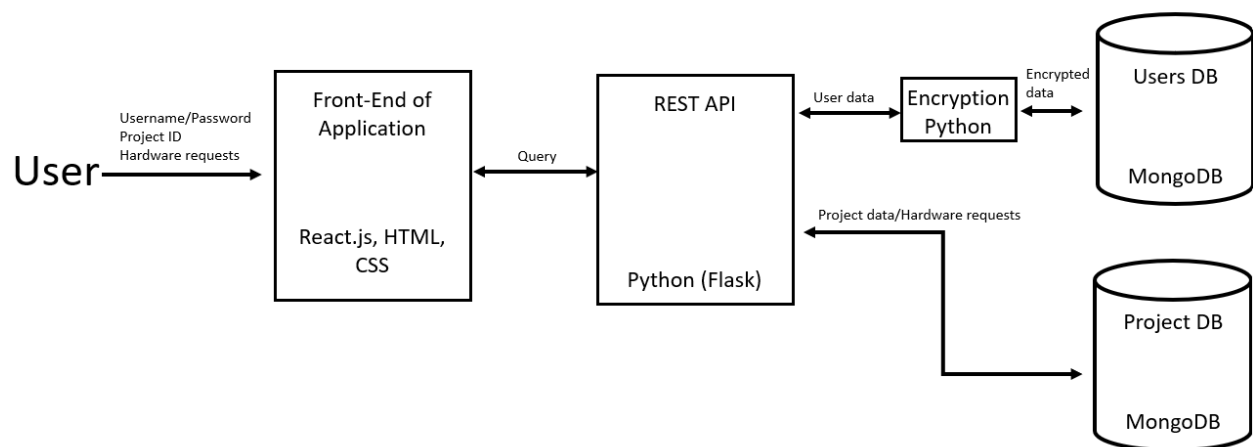 User
Username/Password
Project ID
Hardware requests
Front-End of
Application
React.js, HTML,
CSS
Query
REST API
Python (Flask)
User data
Encryption
Python
Encrypted
data
Users DB
MongoDB
Project data/Hardware requests
Project DB
MongoDB